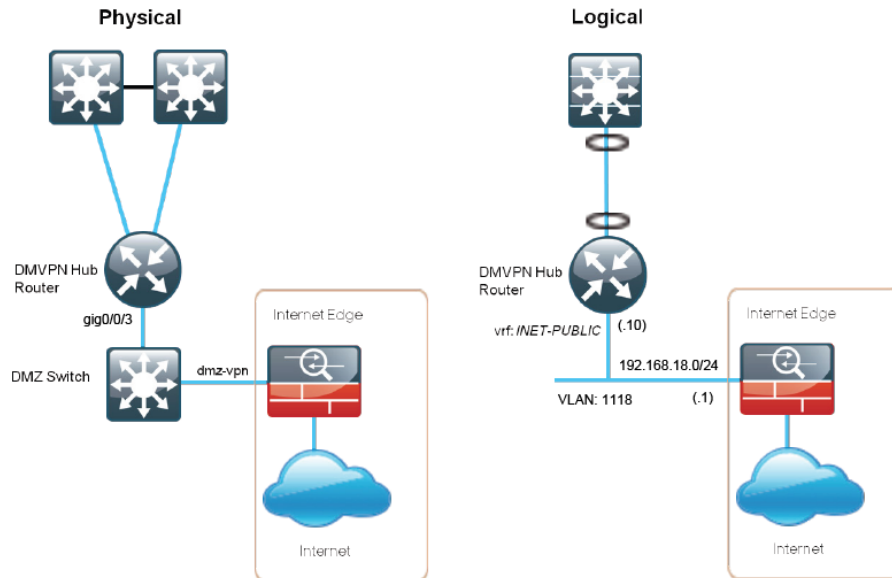 Physical
DMVPN Hub
Router
gig0/0/3
DMZ Switch
dmz-vpn
Internet Edge
Internet
Logical
DMVPN Hub
Router
vrf: INET-PUBLIC
(.10)
192.168.18.0/24
VLAN: 1118
(.1)
Internet Edge
Internet